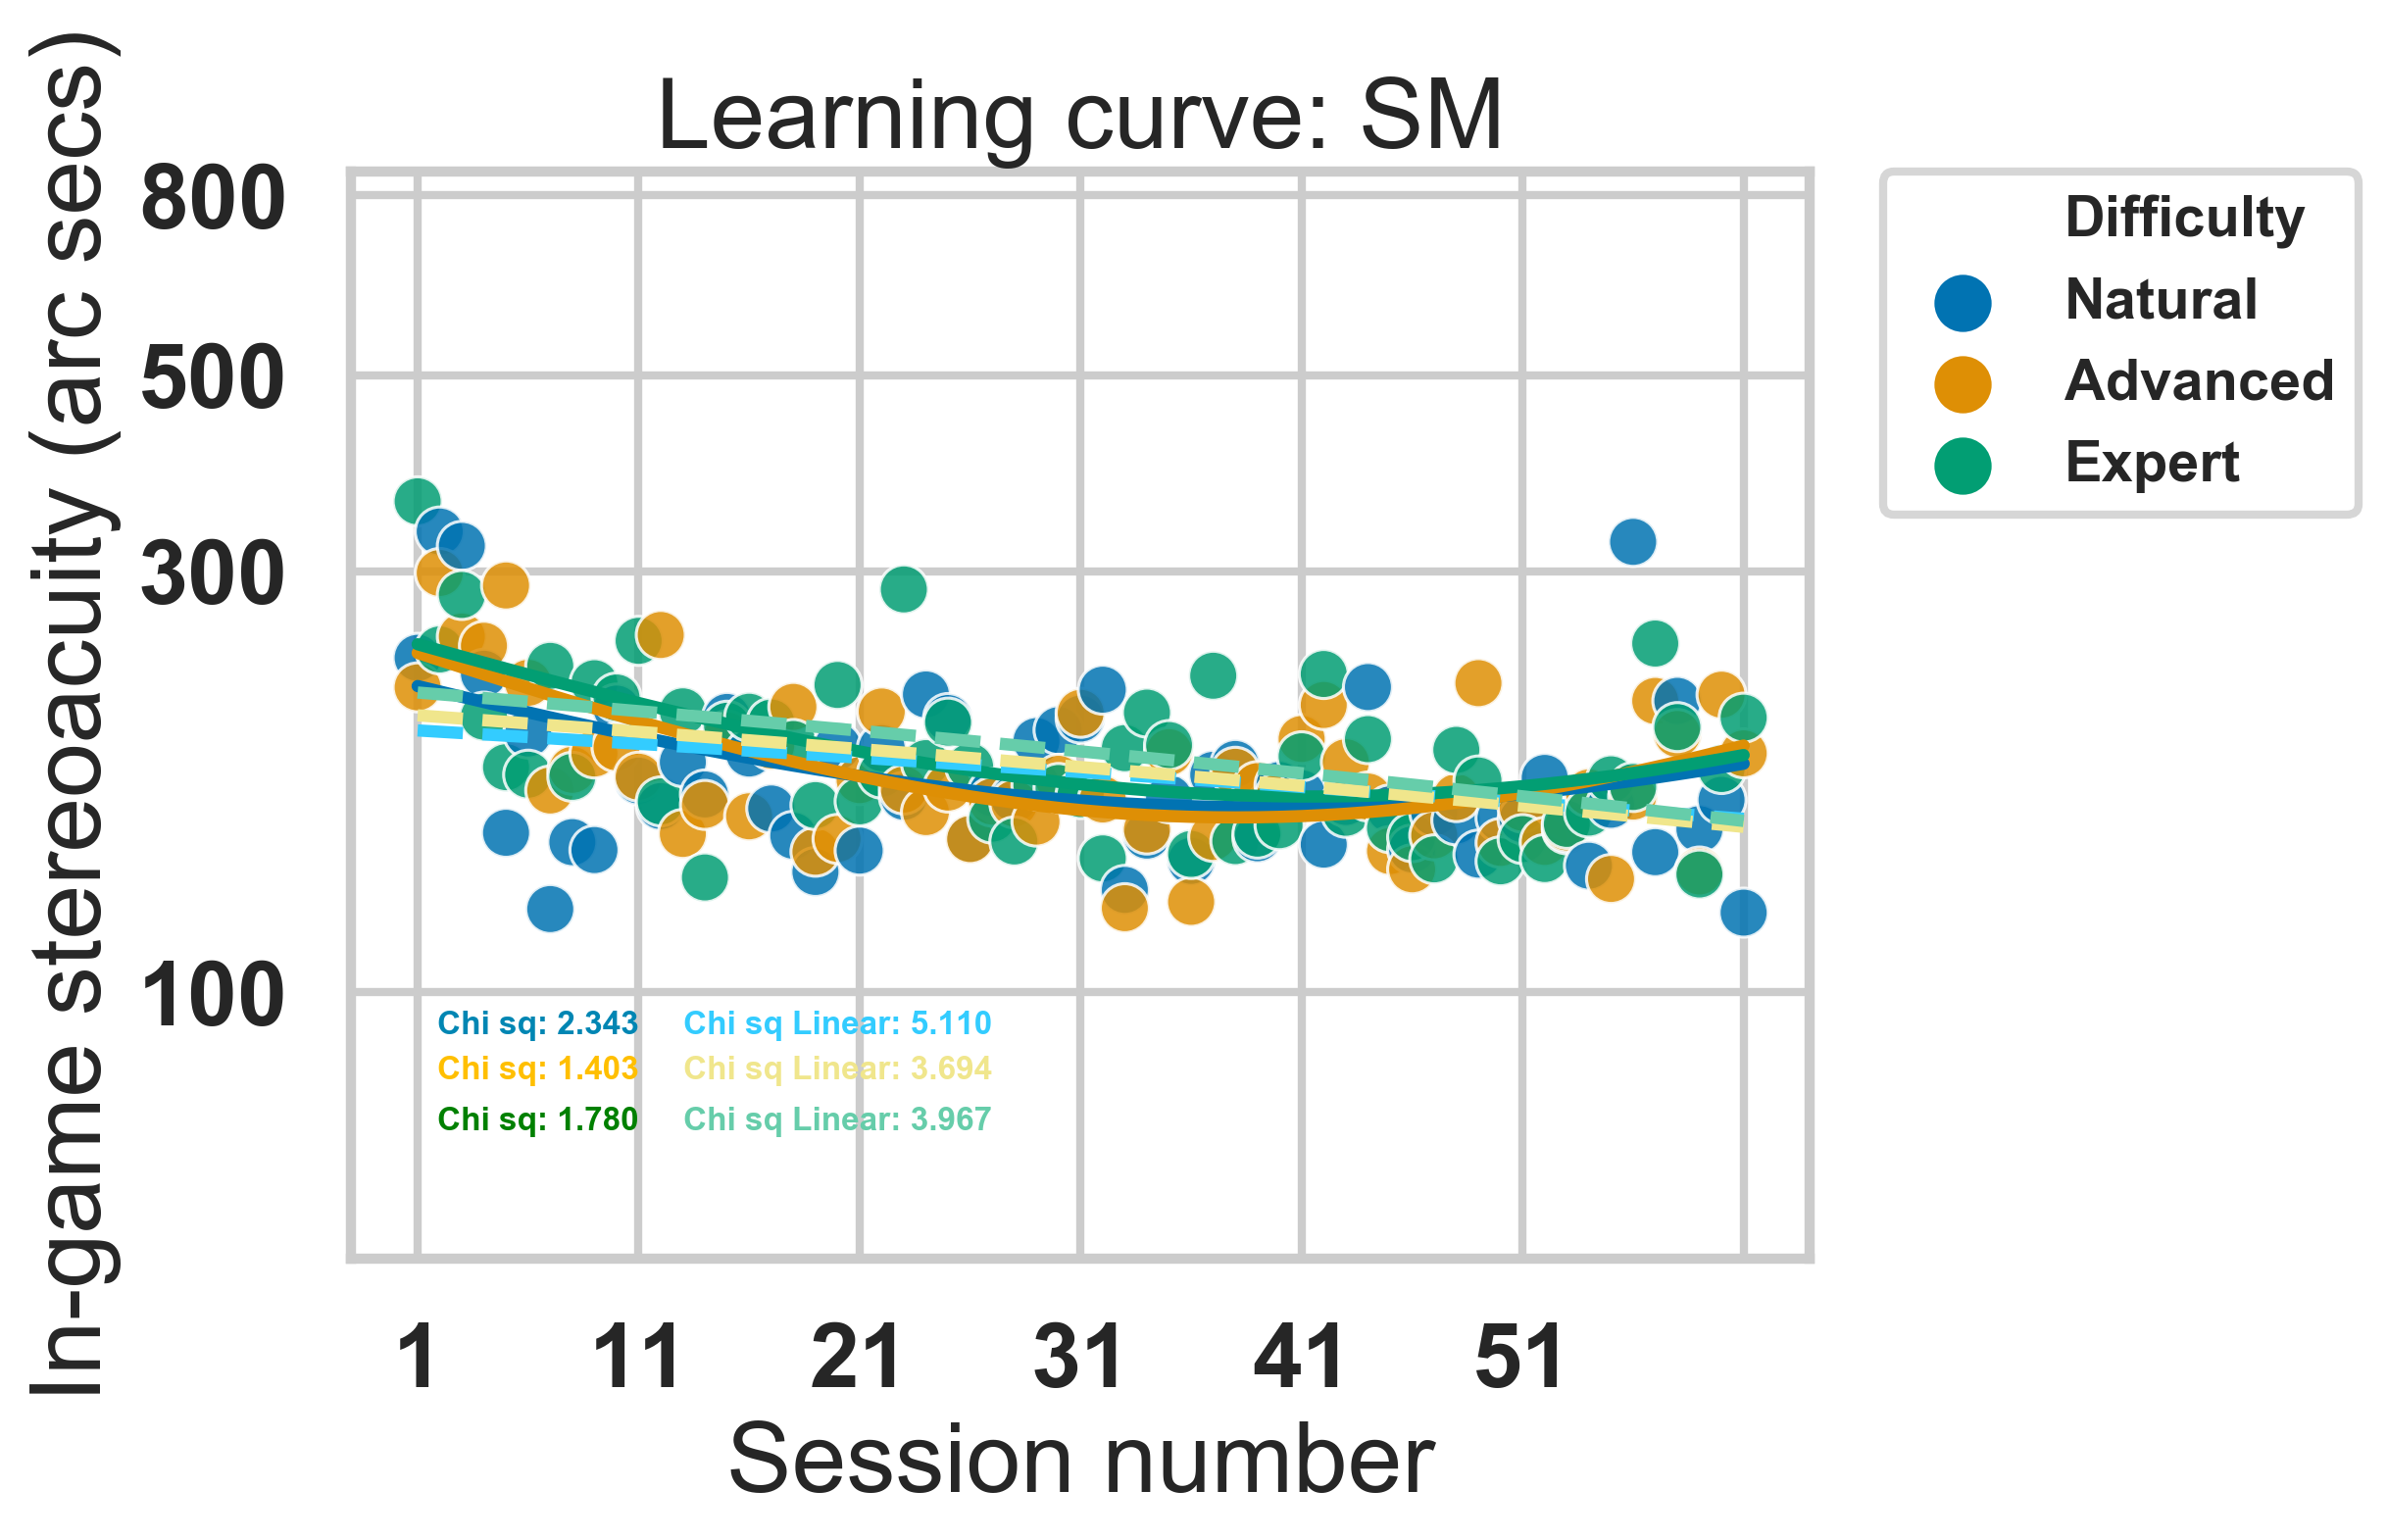 Learning curve: SM
In-game stereoacuity (arc secs)
800
500
300
100
Difficulty
Natural
Advanced
Expert
Chi sq: 2.343 Chi sq Linear: 5.110
Chi sq: 1.403 Chi sq Linear: 3.694
Chi sq: 1.780 Chi sq Linear: 3.967
1 11 21 31 41 51
Session number